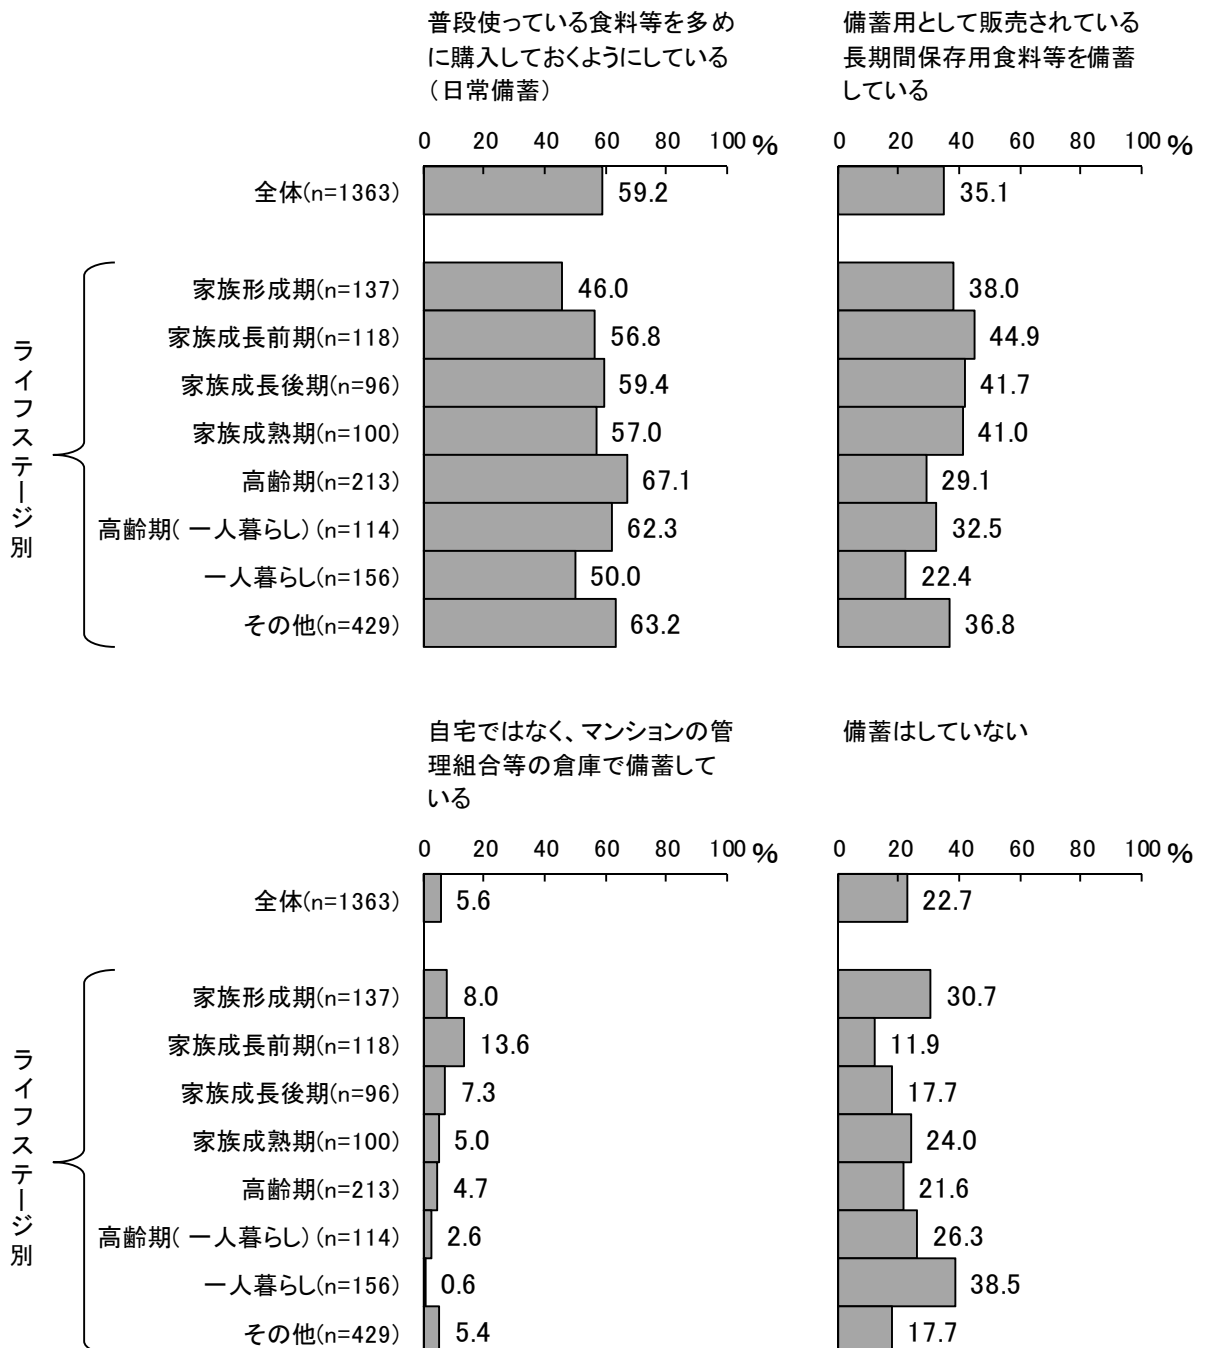 普段使っている食料等を多め
に購入しておくようにしている
（日常備蓄）
備蓄用として販売されている
長期間保存用食料等を備蓄
している
0 20 40 60 80 100 %
0 20 40 60 80 100 %
全体(n=1363) 59.2 35.1
ライフステージ別
家族形成期(n=137) 46.0 38.0
家族成長前期(n=118) 56.8 44.9
家族成長後期(n=96) 59.4 41.7
家族成熟期(n=100) 57.0 41.0
高齢期(n=213) 67.1 29.1
高齢期( 一人暮らし) (n=114) 62.3 32.5
一人暮らし(n=156) 50.0 22.4
その他(n=429) 63.2 36.8
自宅ではなく、マンションの管
理組合等の倉庫で備蓄して
いる
備蓄はしていない
0 20 40 60 80 100 %
0 20 40 60 80 100 %
全体(n=1363) 5.6 22.7
ライフステージ別
家族形成期(n=137) 8.0 30.7
家族成長前期(n=118) 13.6 11.9
家族成長後期(n=96) 7.3 17.7
家族成熟期(n=100) 5.0 24.0
高齢期(n=213) 4.7 21.6
高齢期( 一人暮らし) (n=114) 2.6 26.3
一人暮らし(n=156) 0.6 38.5
その他(n=429) 5.4 17.7